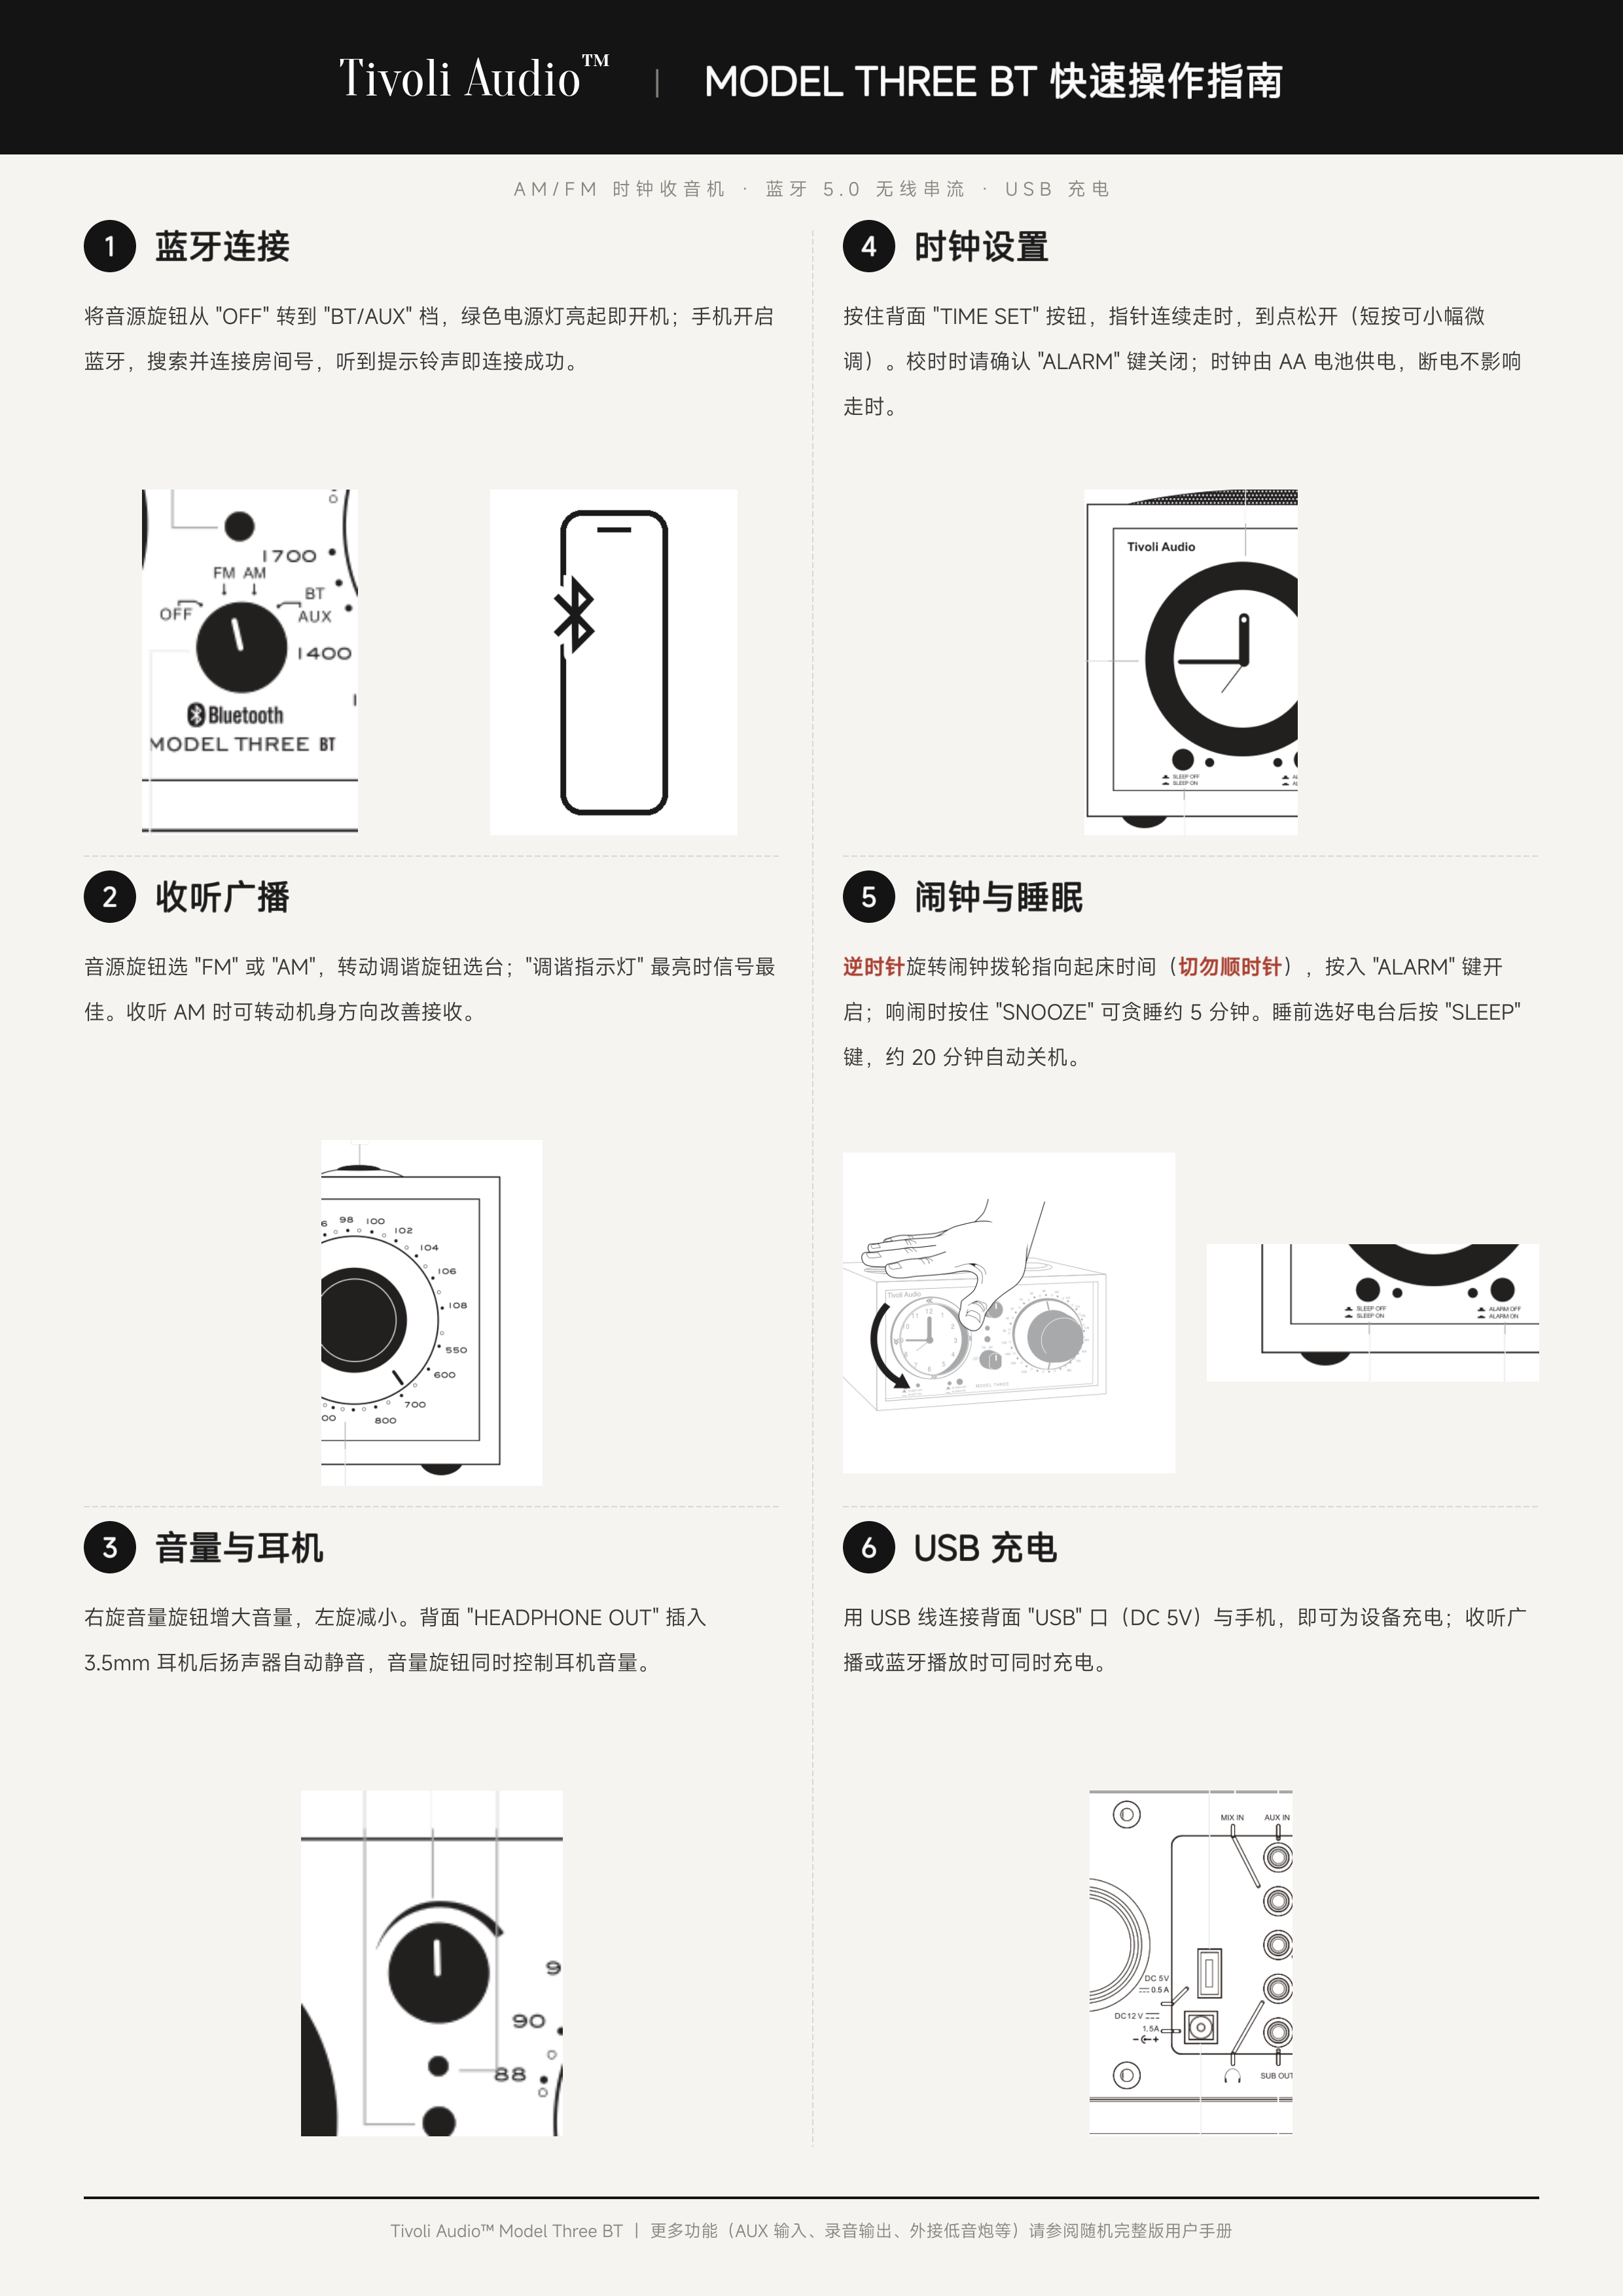 Tivoli Audio™ | MODEL THREE BT 快速操作指南
AM/FM 时钟收音机 · 蓝牙 5.0 无线串流 · USB 充电
1 蓝牙连接
将音源旋钮从 "OFF" 转到 "BT/AUX" 档，绿色电源灯亮起即开机；手机开启
蓝牙，搜索并连接房间号，听到提示铃声即连接成功。
1700
FM AM
BT
OFF
AUX
1400
Bluetooth
MODEL THREE BT
2 收听广播
音源旋钮选 "FM" 或 "AM"，转动调谐旋钮选台；"调谐指示灯" 最亮时信号最
佳。收听 AM 时可转动机身方向改善接收。
98 100
102
104
106
108
550
600
700
800
3 音量与耳机
右旋音量旋钮增大音量，左旋减小。背面 "HEADPHONE OUT" 插入
3.5mm 耳机后扬声器自动静音，音量旋钮同时控制耳机音量。
9
90
88
4 时钟设置
按住背面 "TIME SET" 按钮，指针连续走时，到点松开（短按可小幅微
调）。校时时请确认 "ALARM" 键关闭；时钟由 AA 电池供电，断电不影响
走时。
Tivoli Audio
SLEEP OFF
SLEEP ON
5 闹钟与睡眠
逆时针旋转闹钟拨轮指向起床时间（切勿顺时针），按入 "ALARM" 键开
启；响闹时按住 "SNOOZE" 可贪睡约 5 分钟。睡前选好电台后按 "SLEEP"
键，约 20 分钟自动关机。
Tivoli Audio
MODEL THREE
SLEEP OFF
SLEEP ON
ALARM OFF
ALARM ON
6 USB 充电
用 USB 线连接背面 "USB" 口（DC 5V）与手机，即可为设备充电；收听广
播或蓝牙播放时可同时充电。
MIX IN AUX IN
DC 5V
0.5 A
DC12 V
1.5A
SUB OUT
Tivoli Audio™ Model Three BT | 更多功能（AUX 输入、录音输出、外接低音炮等）请参阅随机完整版用户手册